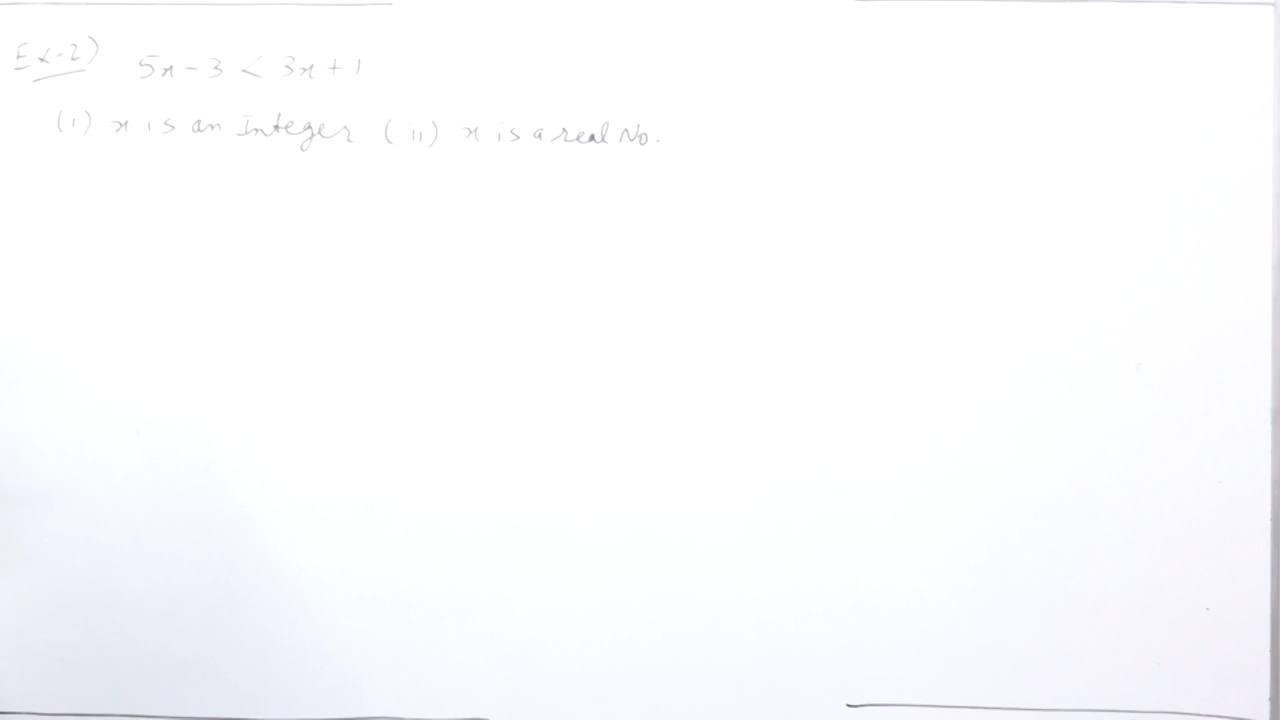 Ex-2) 5x-3 < 3x+1
(i) x is an Integer (ii) x is a real No.